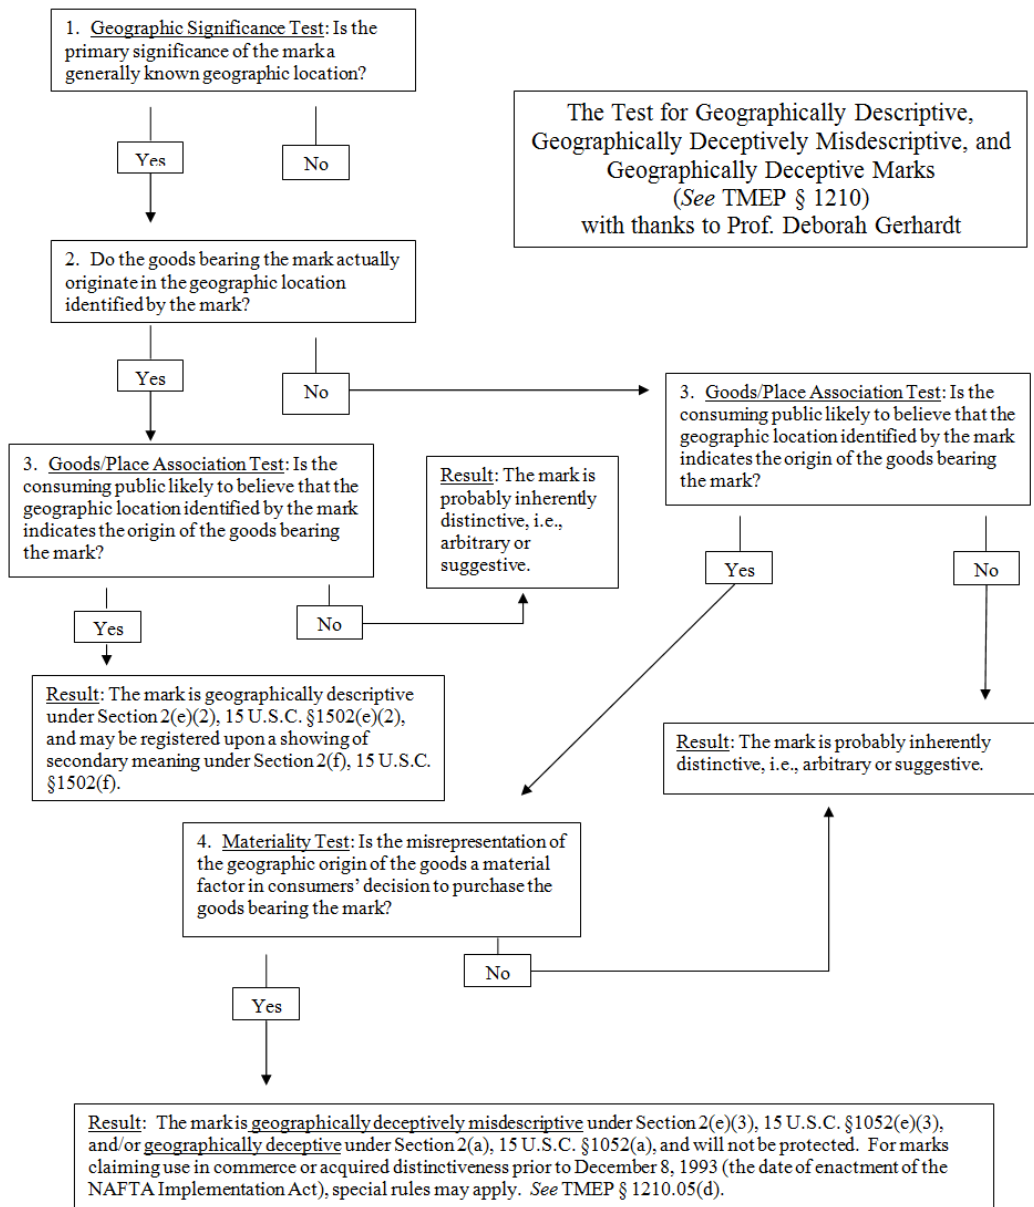 1. Geographic Significance Test: Is the
primary significance of the mark a
generally known geographic location?
The Test for Geographically Descriptive,
Geographically Deceptively Misdescriptive, and
Geographically Deceptive Marks
(See TMEP § 1210)
with thanks to Prof. Deborah Gerhardt
Yes
No
2. Do the goods bearing the mark actually
originate in the geographic location
identified by the mark?
Yes
No
3. Goods/Place Association Test: Is the
consuming public likely to believe that the
geographic location identified by the mark
indicates the origin of the goods bearing
the mark?
Result: The mark is
probably inherently
distinctive, i.e.,
arbitrary or
suggestive.
3. Goods/Place Association Test: Is the
consuming public likely to believe that the
geographic location identified by the mark
indicates the origin of the goods bearing
the mark?
Yes
No
Yes
No
Result: The mark is geographically descriptive
under Section 2(e)(2), 15 U.S.C. §1502(e)(2),
and may be registered upon a showing of
secondary meaning under Section 2(f), 15 U.S.C.
§1502(f).
Result: The mark is probably inherently
distinctive, i.e., arbitrary or suggestive.
4. Materiality Test: Is the misrepresentation of
the geographic origin of the goods a material
factor in consumers’ decision to purchase the
goods bearing the mark?
No
Yes
Result: The mark is geographically deceptively misdescriptive under Section 2(e)(3), 15 U.S.C. §1052(e)(3),
and/or geographically deceptive under Section 2(a), 15 U.S.C. §1052(a), and will not be protected. For marks
claiming use in commerce or acquired distinctiveness prior to December 8, 1993 (the date of enactment of the
NAFTA Implementation Act), special rules may apply. See TMEP § 1210.05(d).